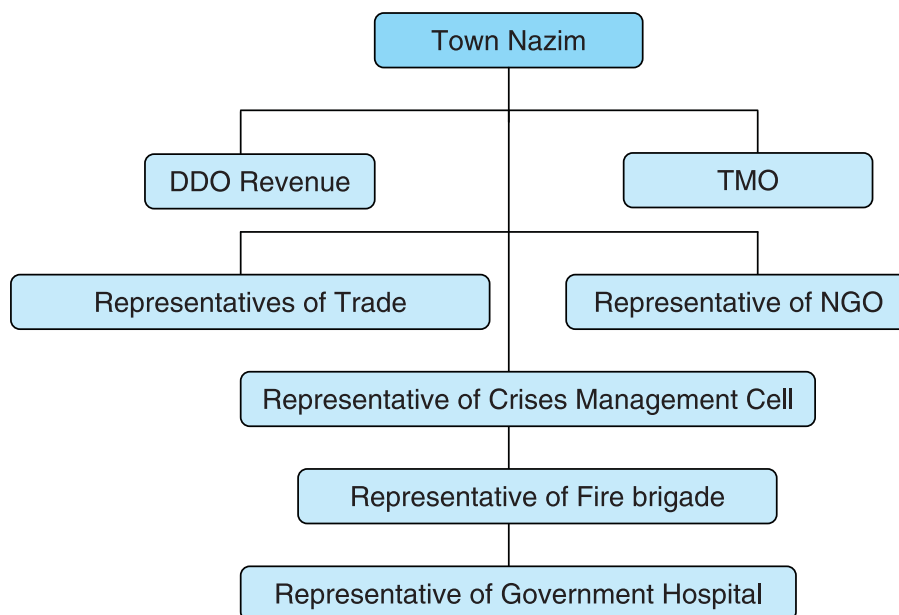 Town Nazim
DDO Revenue
TMO
Representatives of Trade
Representative of NGO
Representative of Crises Management Cell
Representative of Fire brigade
Representative of Government Hospital